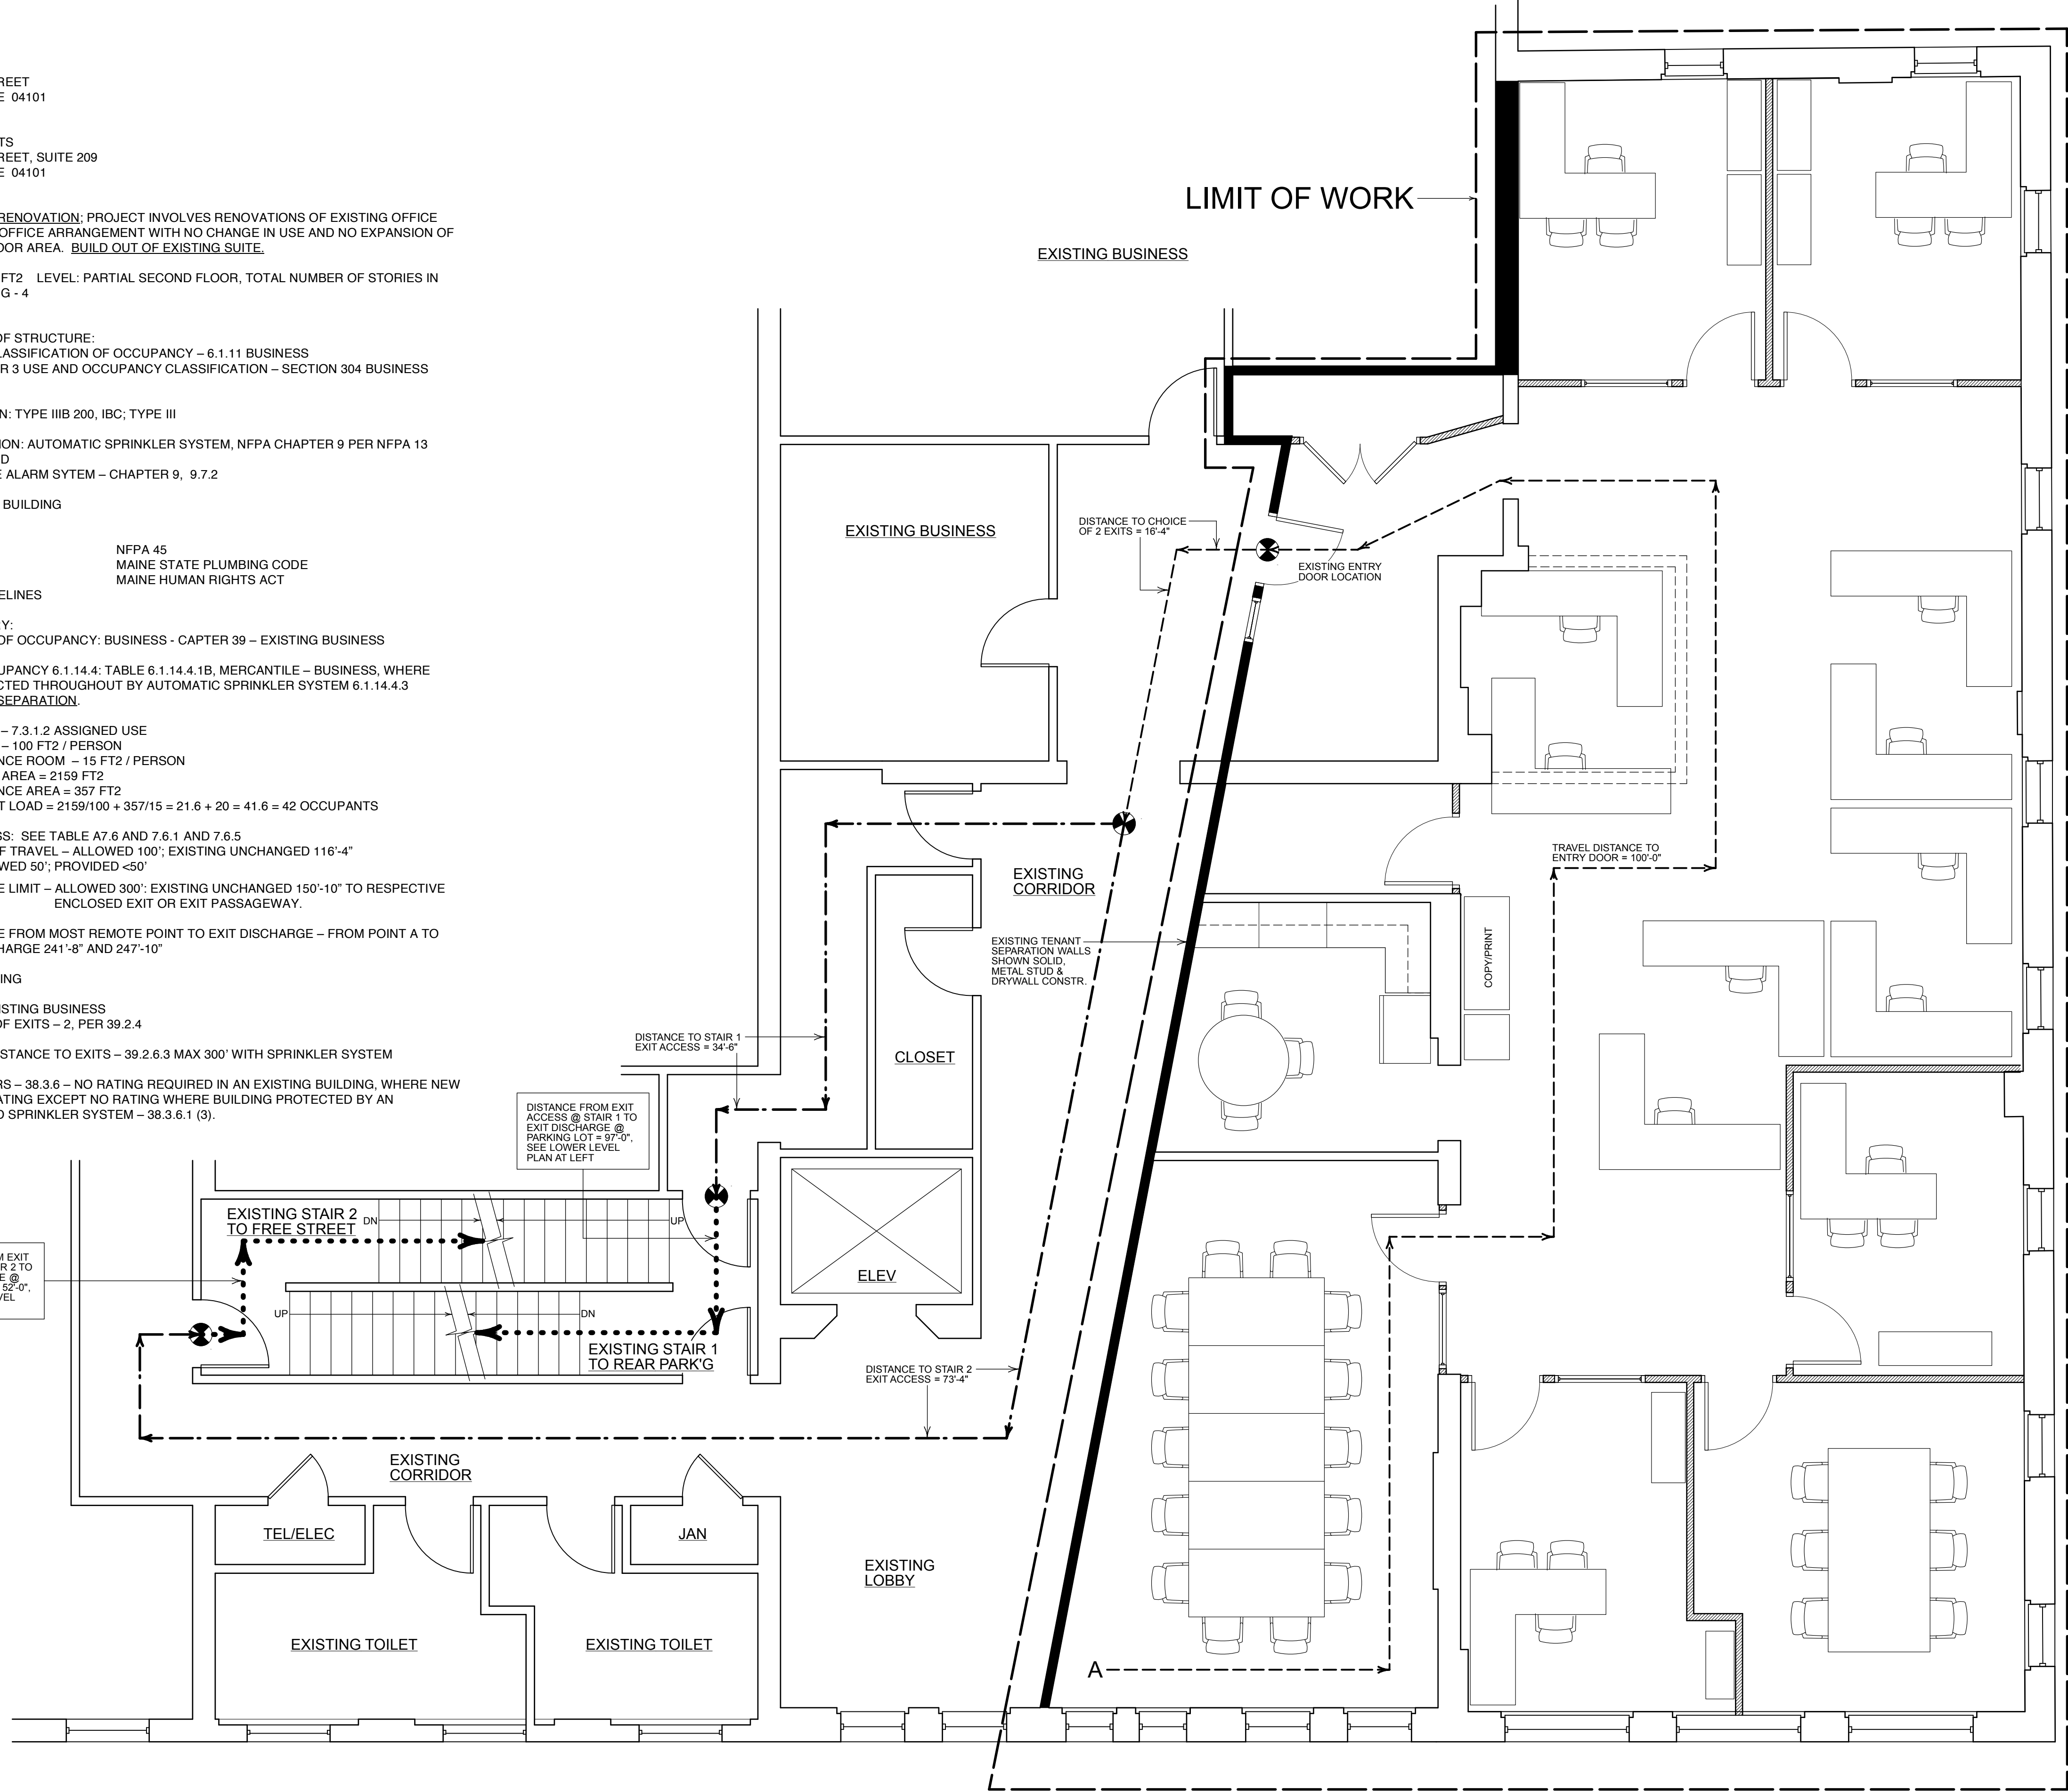 REET
E 04101
TS
REET, SUITE 209
E 04101
RENOVATION; PROJECT INVOLVES RENOVATIONS OF EXISTING OFFICE
OFFICE ARRANGEMENT WITH NO CHANGE IN USE AND NO EXPANSION OF
OOR AREA. BUILD OUT OF EXISTING SUITE.
FT2 LEVEL: PARTIAL SECOND FLOOR, TOTAL NUMBER OF STORIES IN
G - 4
OF STRUCTURE:
LASSIFICATION OF OCCUPANCY – 6.1.11 BUSINESS
R 3 USE AND OCCUPANCY CLASSIFICATION – SECTION 304 BUSINESS
N: TYPE IIIB 200, IBC; TYPE III
ION: AUTOMATIC SPRINKLER SYSTEM, NFPA CHAPTER 9 PER NFPA 13
D
E ALARM SYTEM – CHAPTER 9, 9.7.2
BUILDING
NFPA 45
MAINE STATE PLUMBING CODE
MAINE HUMAN RIGHTS ACT
ELINES
Y:
OF OCCUPANCY: BUSINESS - CAPTER 39 – EXISTING BUSINESS
UPANCY 6.1.14.4: TABLE 6.1.14.4.1B, MERCANTILE – BUSINESS, WHERE
CTED THROUGHOUT BY AUTOMATIC SPRINKLER SYSTEM 6.1.14.4.3
SEPARATION.
– 7.3.1.2 ASSIGNED USE
– 100 FT2 / PERSON
NCE ROOM – 15 FT2 / PERSON
AREA = 2159 FT2
NCE AREA = 357 FT2
T LOAD = 2159/100 + 357/15 = 21.6 + 20 = 41.6 = 42 OCCUPANTS
SS: SEE TABLE A7.6 AND 7.6.1 AND 7.6.5
F TRAVEL – ALLOWED 100'; EXISTING UNCHANGED 116'-4"
WED 50'; PROVIDED <50'
E LIMIT – ALLOWED 300': EXISTING UNCHANGED 150'-10" TO RESPECTIVE
ENCLOSED EXIT OR EXIT PASSAGEWAY.
E FROM MOST REMOTE POINT TO EXIT DISCHARGE – FROM POINT A TO
HARGE 241'-8" AND 247'-10"
ING
ISTING BUSINESS
OF EXITS – 2, PER 39.2.4
STANCE TO EXITS – 39.2.6.3 MAX 300' WITH SPRINKLER SYSTEM
RS – 38.3.6 – NO RATING REQUIRED IN AN EXISTING BUILDING, WHERE NEW
ATING EXCEPT NO RATING WHERE BUILDING PROTECTED BY AN
D SPRINKLER SYSTEM – 38.3.6.1 (3).
LIMIT OF WORK
EXISTING BUSINESS
EXISTING BUSINESS
DISTANCE TO CHOICE
OF 2 EXITS = 16'-4"
EXISTING ENTRY
DOOR LOCATION
TRAVEL DISTANCE TO
ENTRY DOOR = 100'-0"
EXISTING
CORRIDOR
EXISTING TENANT
SEPARATION WALLS
SHOWN SOLID,
METAL STUD &
DRYWALL CONSTR.
COPY/PRINT
DISTANCE TO STAIR 1
EXIT ACCESS = 34'-6"
CLOSET
DISTANCE FROM EXIT
ACCESS @ STAIR 1 TO
EXIT DISCHARGE @
PARKING LOT = 97'-0",
SEE LOWER LEVEL
PLAN AT LEFT
EXISTING STAIR 2
TO FREE STREET
DN
UP
M EXIT
R 2 TO
E @
52'-0",
VEL
ELEV
UP
DN
EXISTING STAIR 1
TO REAR PARK'G
DISTANCE TO STAIR 2
EXIT ACCESS = 73'-4"
EXISTING
CORRIDOR
TEL/ELEC
JAN
EXISTING
LOBBY
EXISTING TOILET
EXISTING TOILET
A